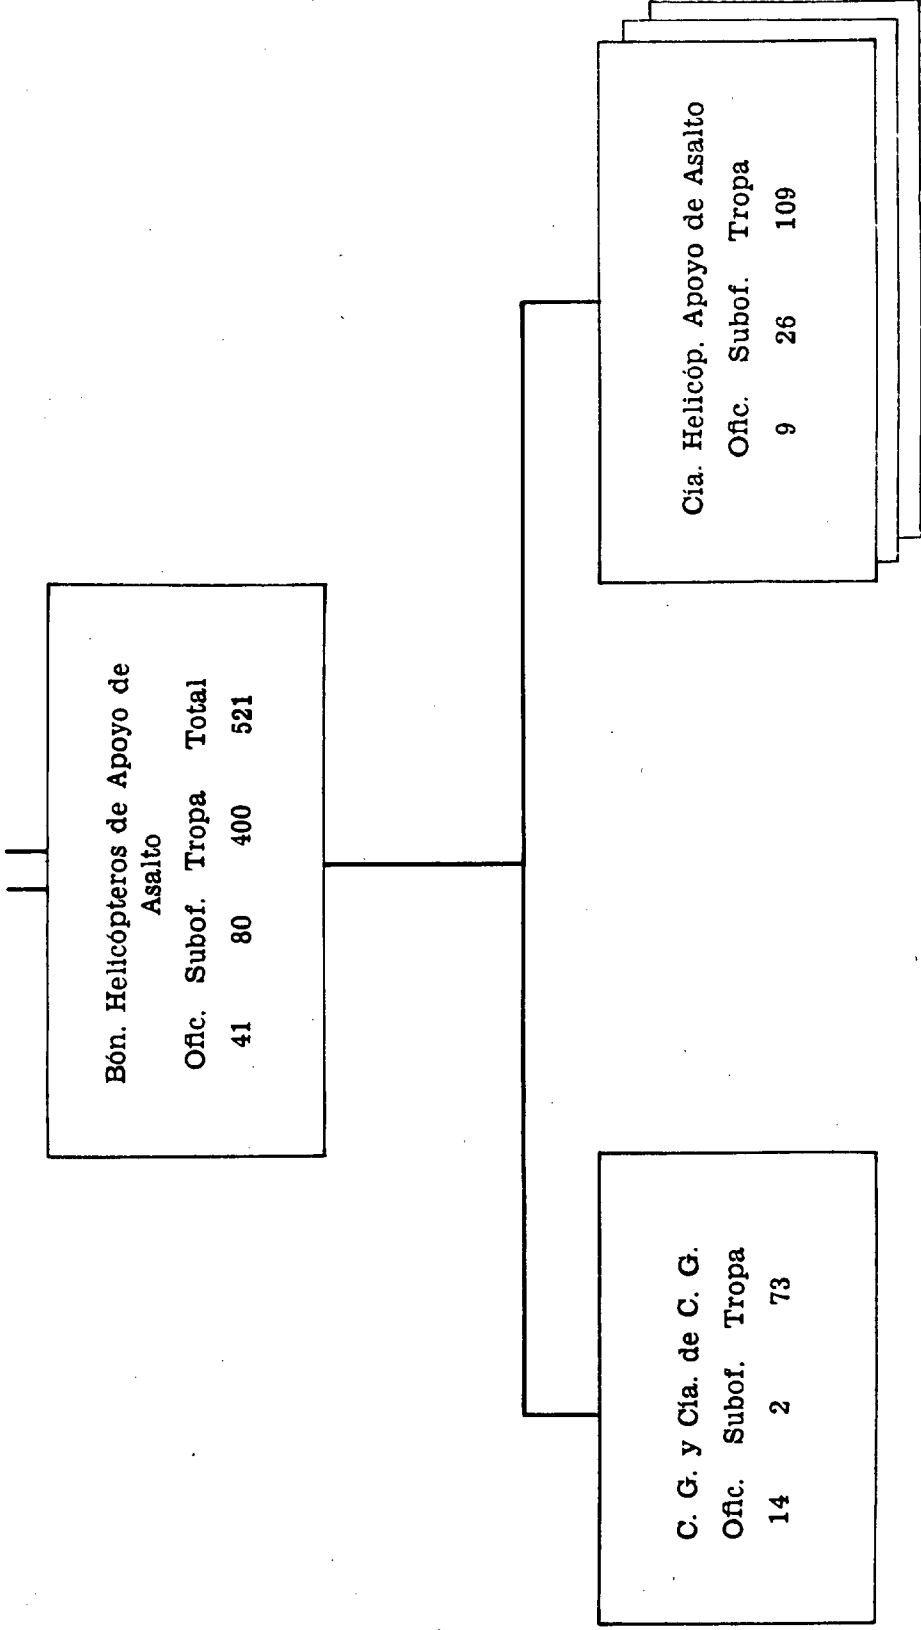 Bón. Helicópteros de Apoyo de
Asalto
Ofic. Subof. Tropa Total
41 80 400 521
C. G. y Cía. de C. G.
Ofic. Subof. Tropa
14 2 73
Cía. Helicóp. Apoyo de Asalto
Ofic. Subof. Tropa
9 26 109